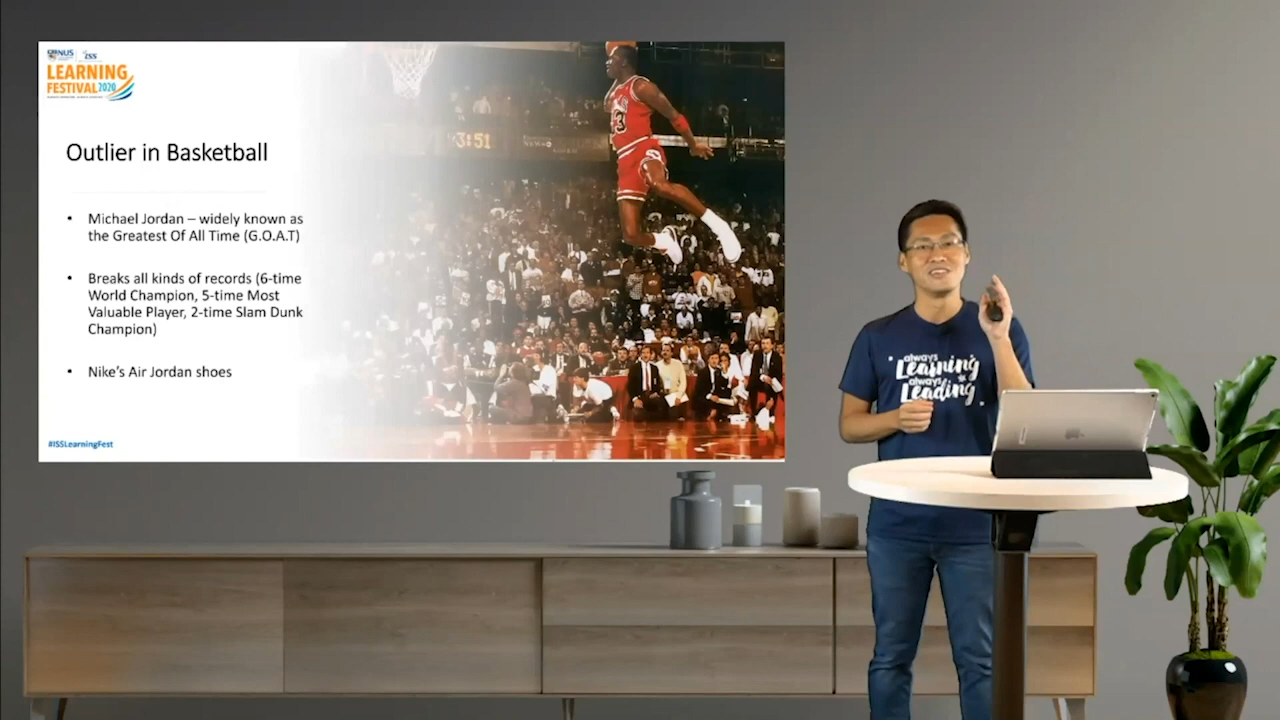 NUS
ISS
LEARNING
FESTIVAL 2020
Outlier in Basketball
• Michael Jordan – widely known as
the Greatest Of All Time (G.O.A.T)
• Breaks all kinds of records (6-time
World Champion, 5-time Most
Valuable Player, 2-time Slam Dunk
Champion)
• Nike's Air Jordan shoes
#ISSLearningFest
3:51
always
Learning
always
Leading